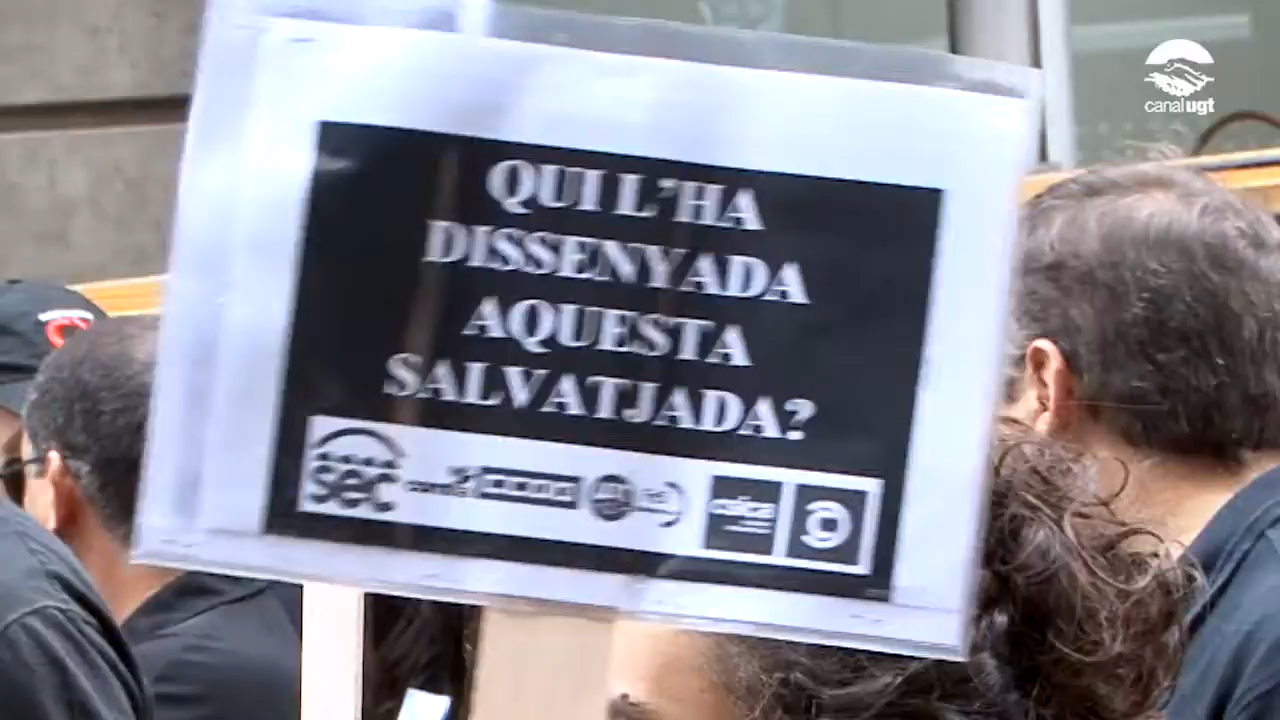 canalugt
QUI L'HA
DISSENYADA
AQUESTA
SALVATJADA?
sec